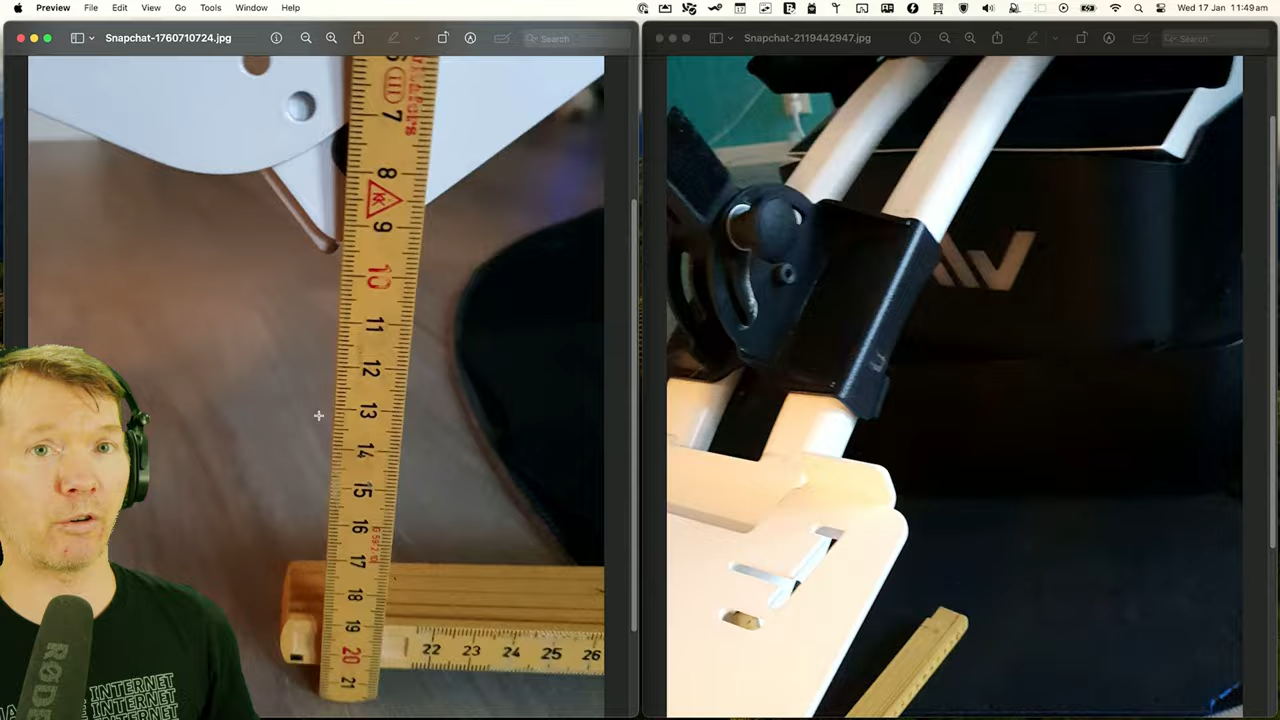 Preview File Edit View Go Tools Window Help
17
Wed 17 Jan 11:49am
Snapchat-1760710724.jpg
Search
Snapchat-2119442947.jpg
Search
7
8
9
10
11
12
13
14
15
16
17
18
19
20
21
22 23 24 25 26
RØDE
INTERNET
INTERNET
INTERNET